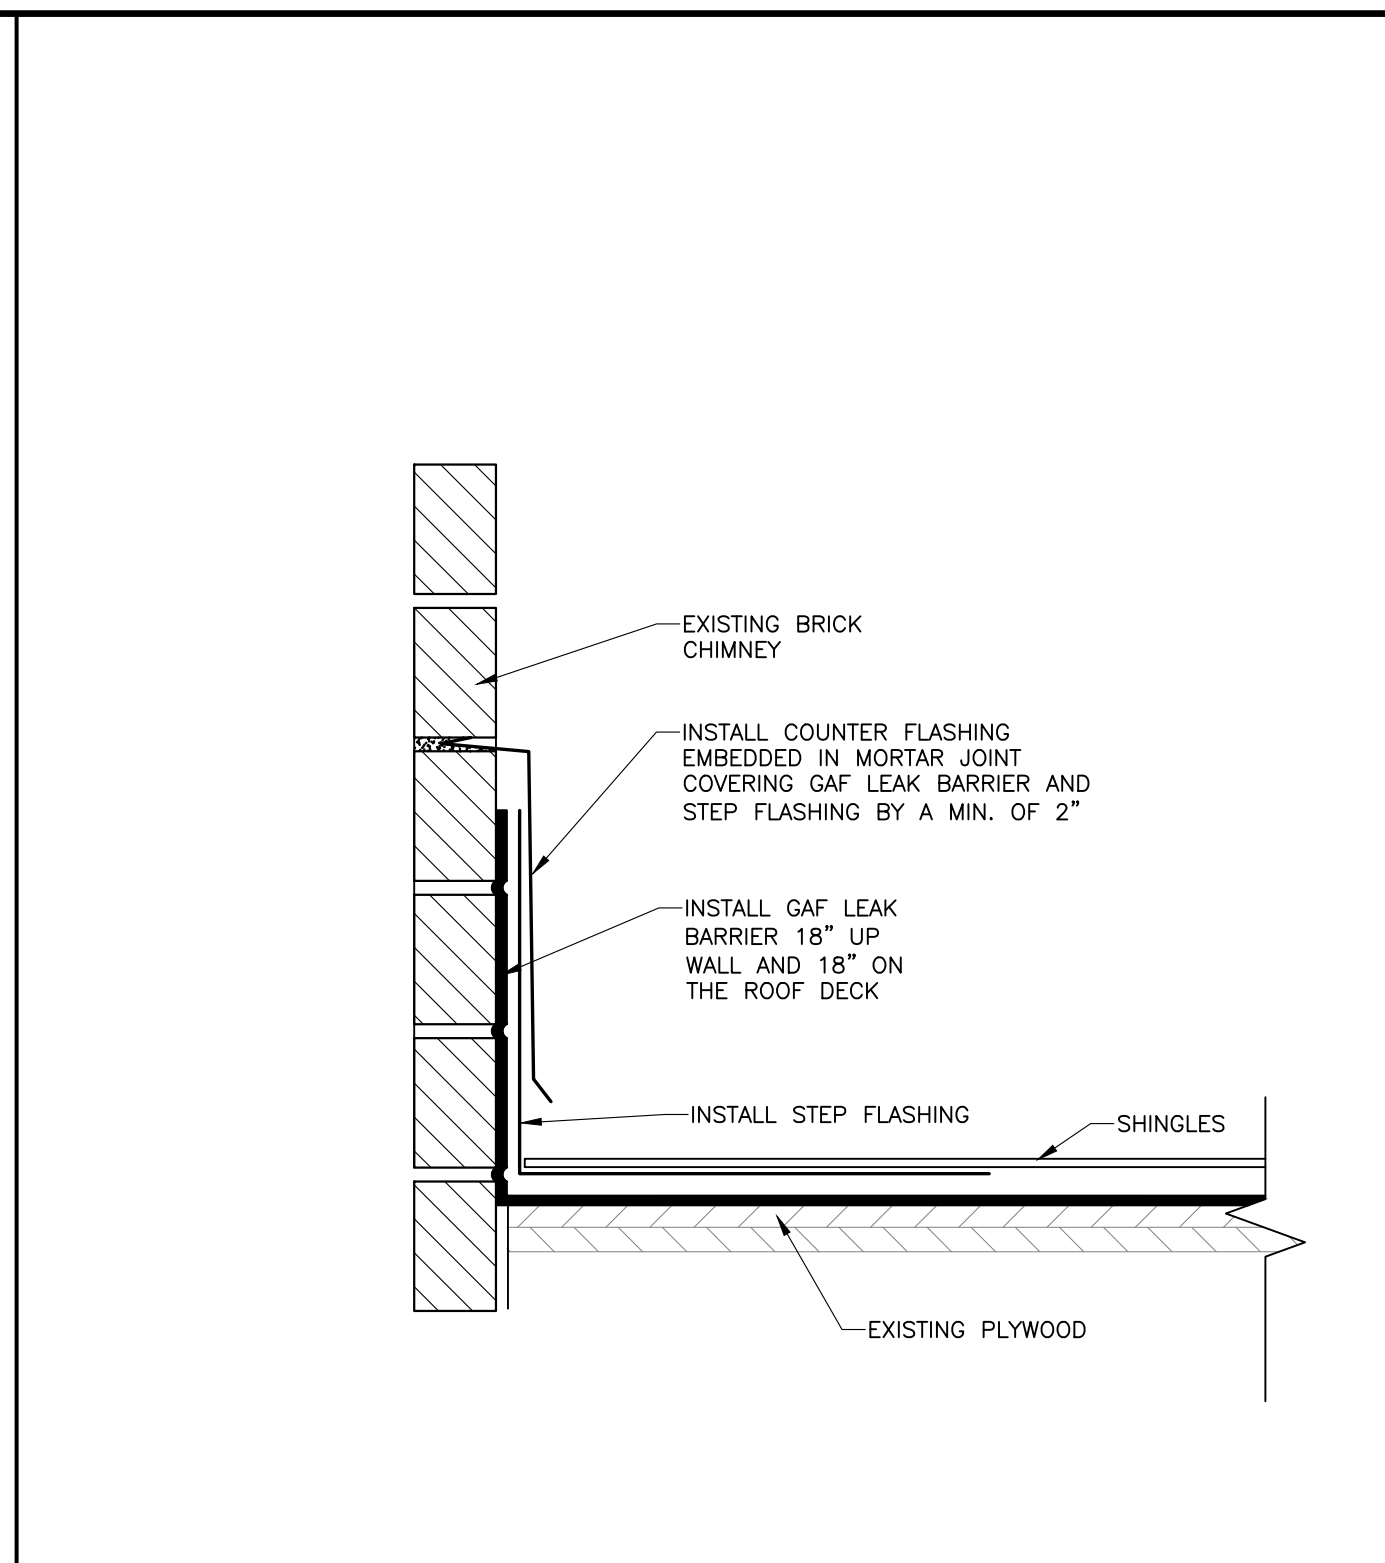 EXISTING BRICK
CHIMNEY
INSTALL COUNTER FLASHING
EMBEDDED IN MORTAR JOINT
COVERING GAF LEAK BARRIER AND
STEP FLASHING BY A MIN. OF 2”
INSTALL GAF LEAK
BARRIER 18” UP
WALL AND 18” ON
THE ROOF DECK
INSTALL STEP FLASHING
SHINGLES
EXISTING PLYWOOD